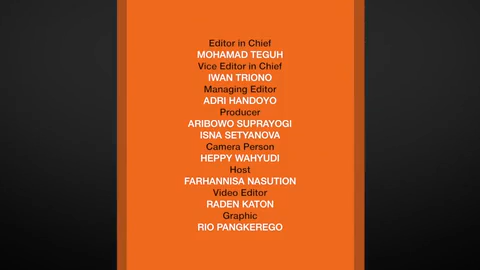 Editor in Chief
MOHAMAD TEGUH
Vice Editor in Chief
IWAN TRIONO
Managing Editor
ADRI HANDOYO
Producer
ARIBOWO SUPRAYOGI
ISNA SETYANOVA
Camera Person
HEPPY WAHYUDI
Host
FARHANNISA NASUTION
Video Editor
RADEN KATON
Graphic
RIO PANGKEREGO